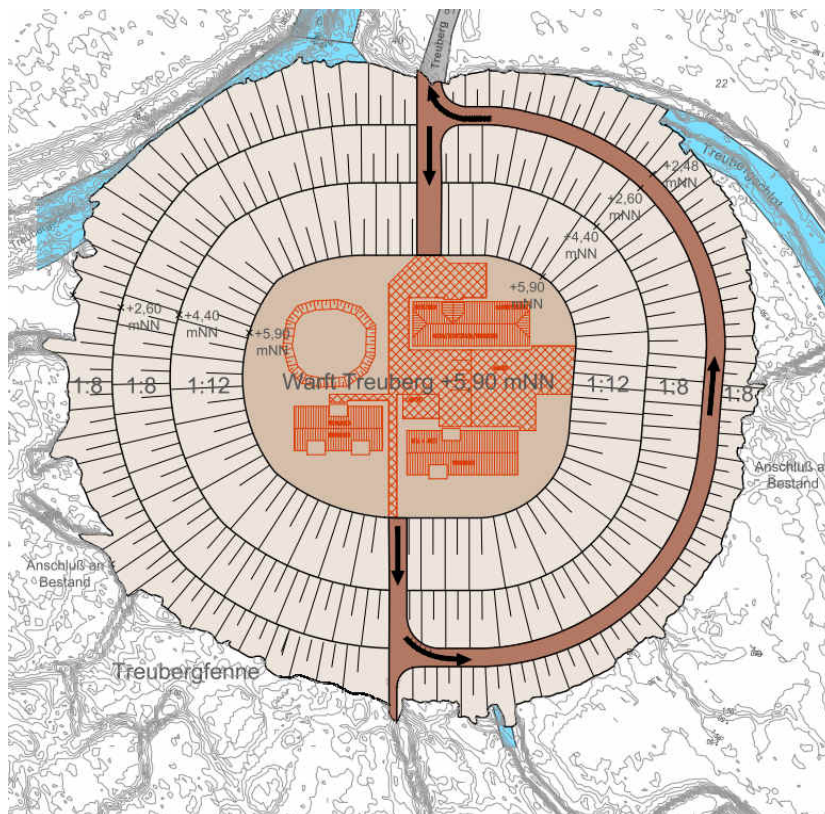 Treuberg
22
Treubergschlot
+2,48
mNN
+2,60
mNN
+4,40
mNN
+5,90
mNN
+2,60
mNN
+4,40
mNN
+5,90
mNN
Warft Treuberg +5,90 mNN
1:8
1:8
1:12
1:12
1:8
1:8
Anschluß a
Bestand
Anschluß an
Bestand
Treubergfenne